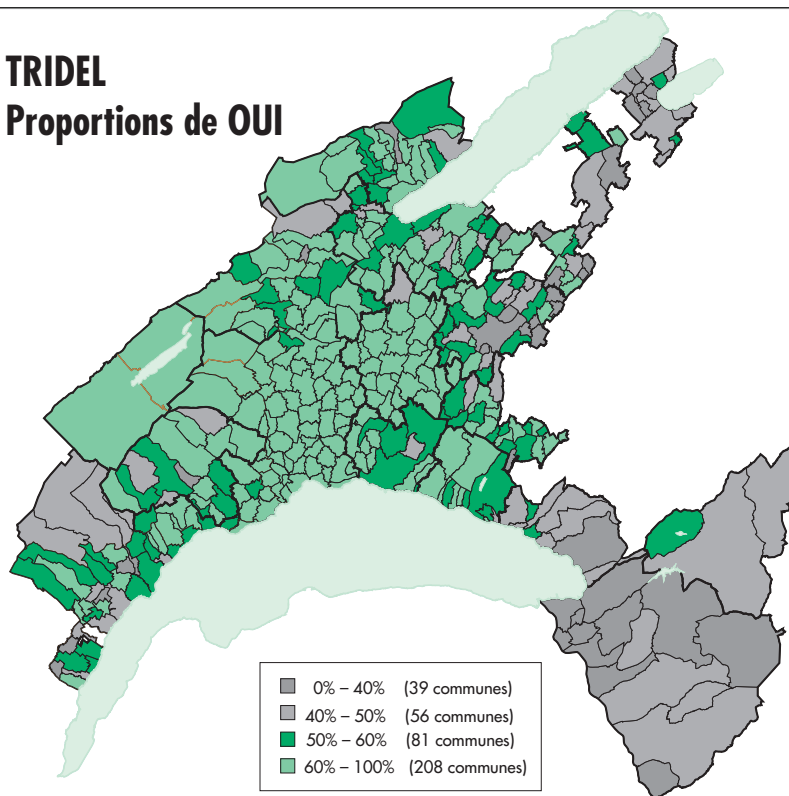 TRIDEL
Proportions de OUI
0% – 40% (39 communes)
40% – 50% (56 communes)
50% – 60% (81 communes)
60% – 100% (208 communes)